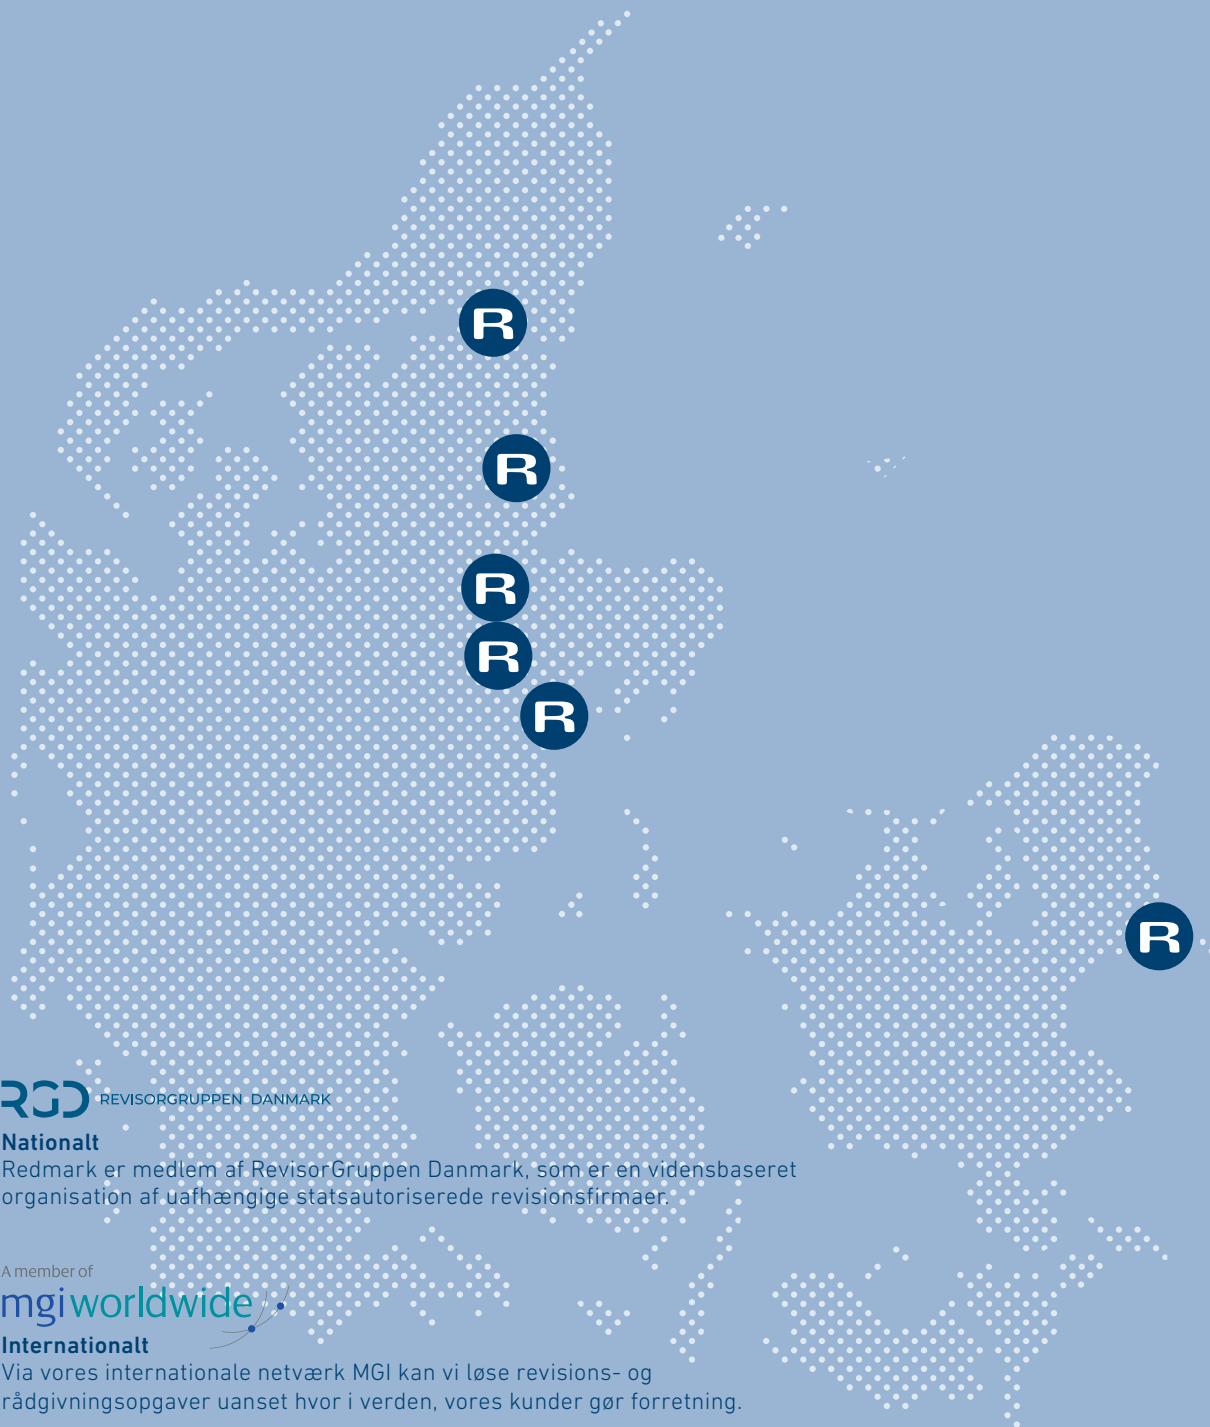 R
R
R
R
R
R
RGD REVISORGRUPPEN DANMARK
Nationalt
Redmark er medlem af RevisorGruppen Danmark, som er en vidensbaseret
organisation af uafhængige statsautoriserede revisionsfirmaer.
A member of
mgiworldwide
Internationalt
Via vores internationale netværk MGI kan vi løse revisions- og
rådgivningsopgaver uanset hvor i verden, vores kunder gør forretning.